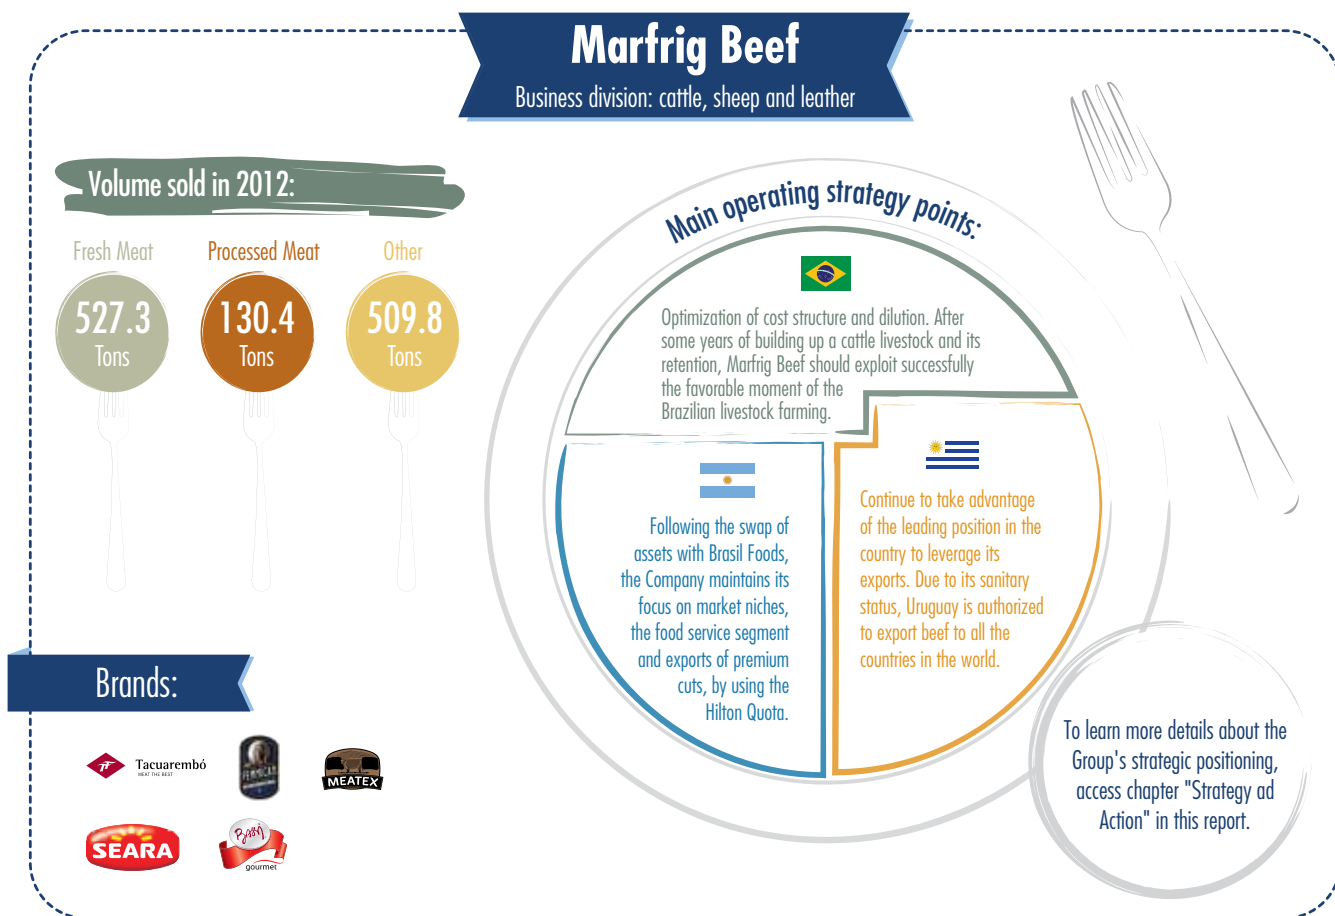 Marfrig Beef
Business division: cattle, sheep and leather
Volume sold in 2012:
Fresh Meat
527.3
Tons
Processed Meat
130.4
Tons
Other
509.8
Tons
Main operating strategy points:
Optimization of cost structure and dilution. After
some years of building up a cattle livestock and its
retention, Marfrig Beef should exploit successfully
the favorable moment of the
Brazilian livestock farming.
Following the swap of
assets with Brasil Foods,
the Company maintains its
focus on market niches,
the food service segment
and exports of premium
cuts, by using the
Hilton Quota.
Continue to take advantage
of the leading position in the
country to leverage its
exports. Due to its sanitary
status, Uruguay is authorized
to export beef to all the
countries in the world.
To learn more details about the
Group's strategic positioning,
access chapter "Strategy ad
Action" in this report.
Brands:
Tacuarembó
MEAT THE BEST
MEATEX
SEARA
Bassi
gourmet